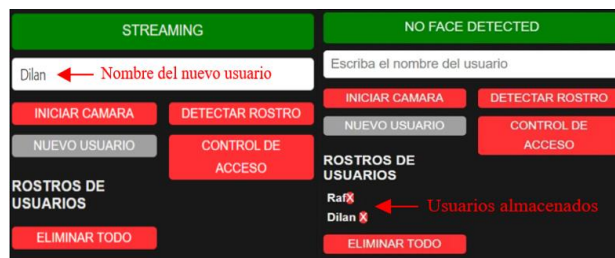 STREAMING
Dilan
Nombre del nuevo usuario
INICIAR CAMARA
DETECTAR ROSTRO
NUEVO USUARIO
CONTROL DE
ACCESO
ROSTROS DE
USUARIOS
ELIMINAR TODO
NO FACE DETECTED
Escriba el nombre del usuario
INICIAR CAMARA
DETECTAR ROSTRO
NUEVO USUARIO
CONTROL DE
ACCESO
ROSTROS DE
USUARIOS
Raf X
Dilan X
Usuarios almacenados
ELIMINAR TODO